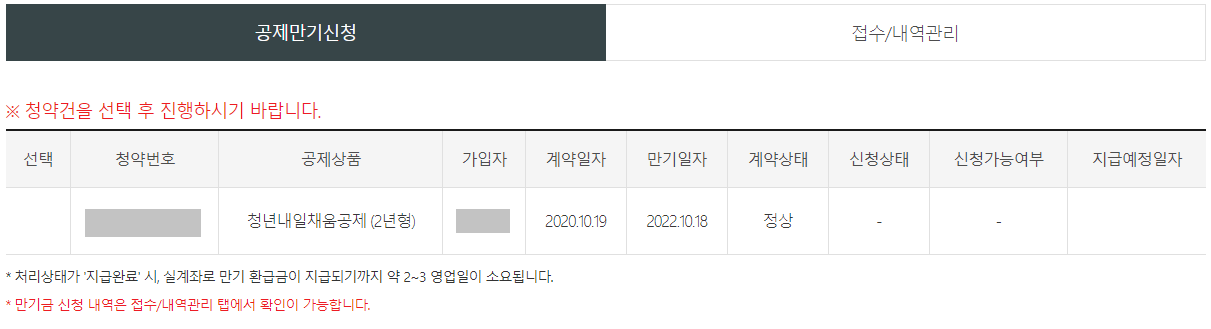 공제만기신청 접수/내역관리
※ 청약건을 선택 후 진행하시기 바랍니다.
선택 청약번호 공제상품 가입자 계약일자 만기일자 계약상태 신청상태 신청가능여부 지급예정일자
청년내일채움공제 (2년형) 2020.10.19 2022.10.18 정상 - -
* 처리상태가 '지급완료' 시, 실계좌로 만기 환급금이 지급되기까지 약 2~3 영업일이 소요됩니다.
* 만기금 신청 내역은 접수/내역관리 탭에서 확인이 가능합니다.